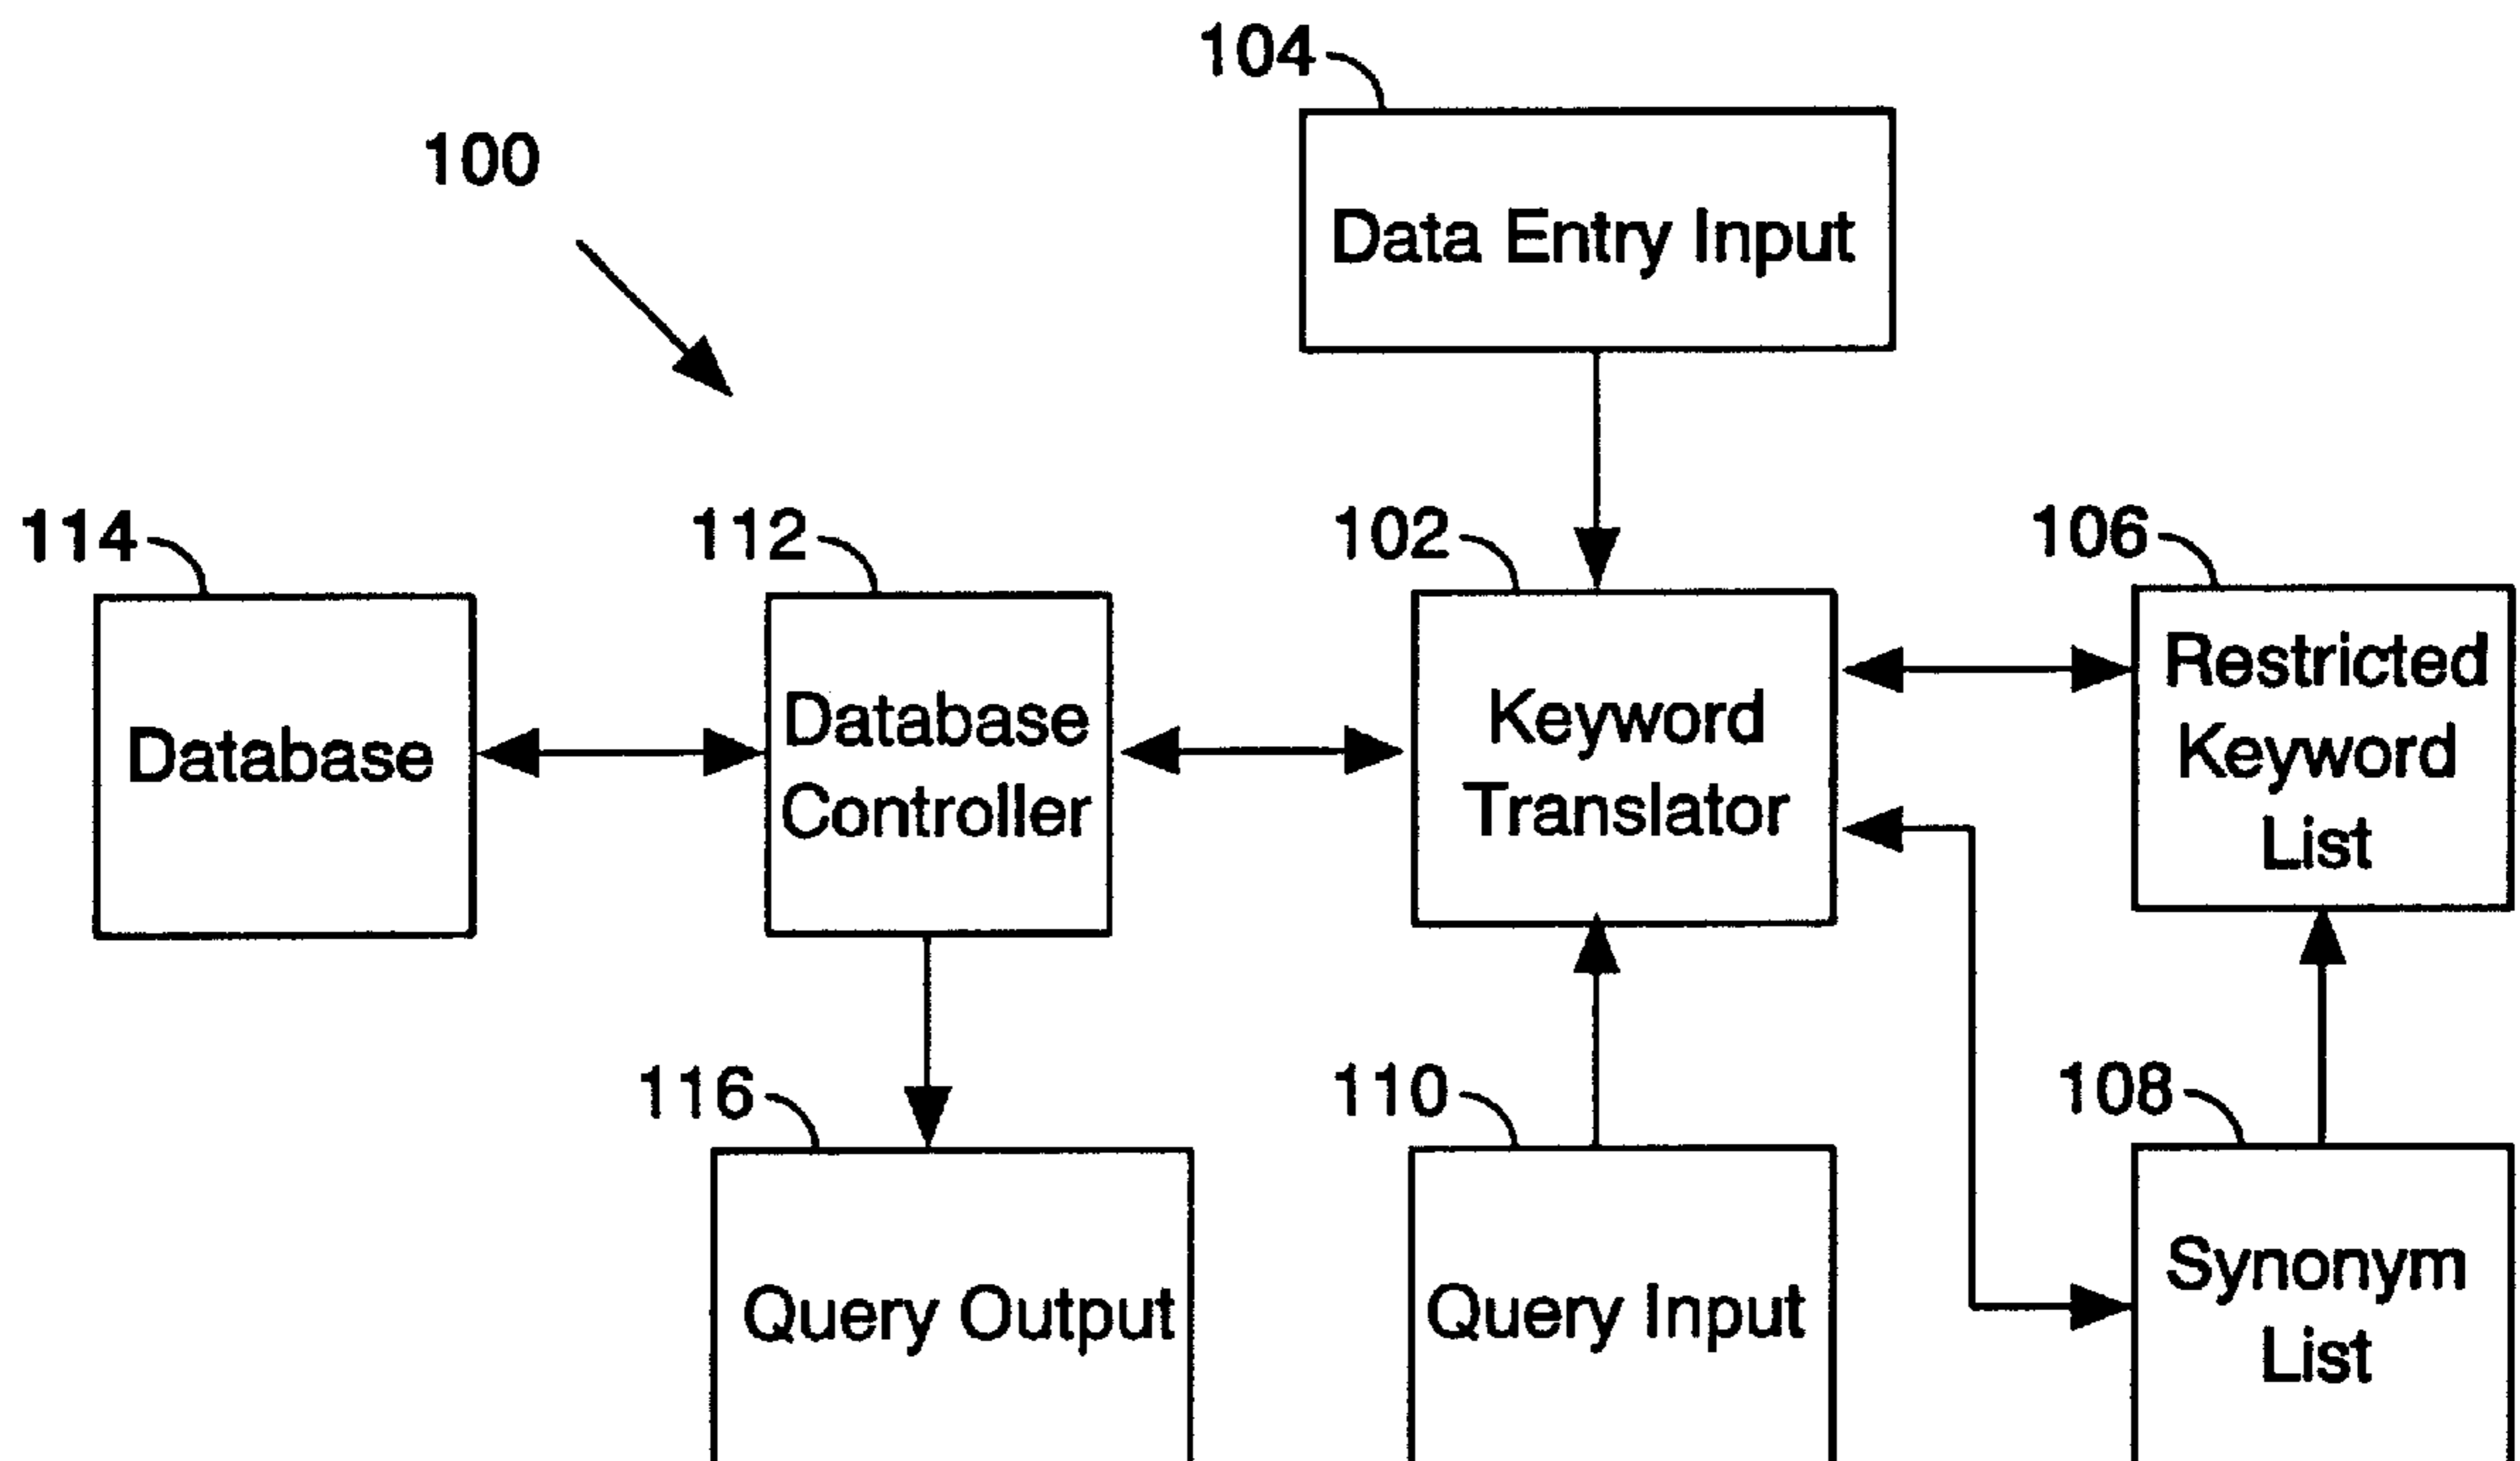 104
100
Data Entry Input
114
112
102
106
Database
Database
Controller
Keyword
Translator
Restricted
Keyword
List
116
110
108
Query Output
Query Input
Synonym
List